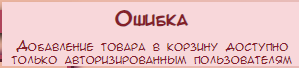 Ошибка
Добавление товара в корзину доступно
только авторизированным пользователям